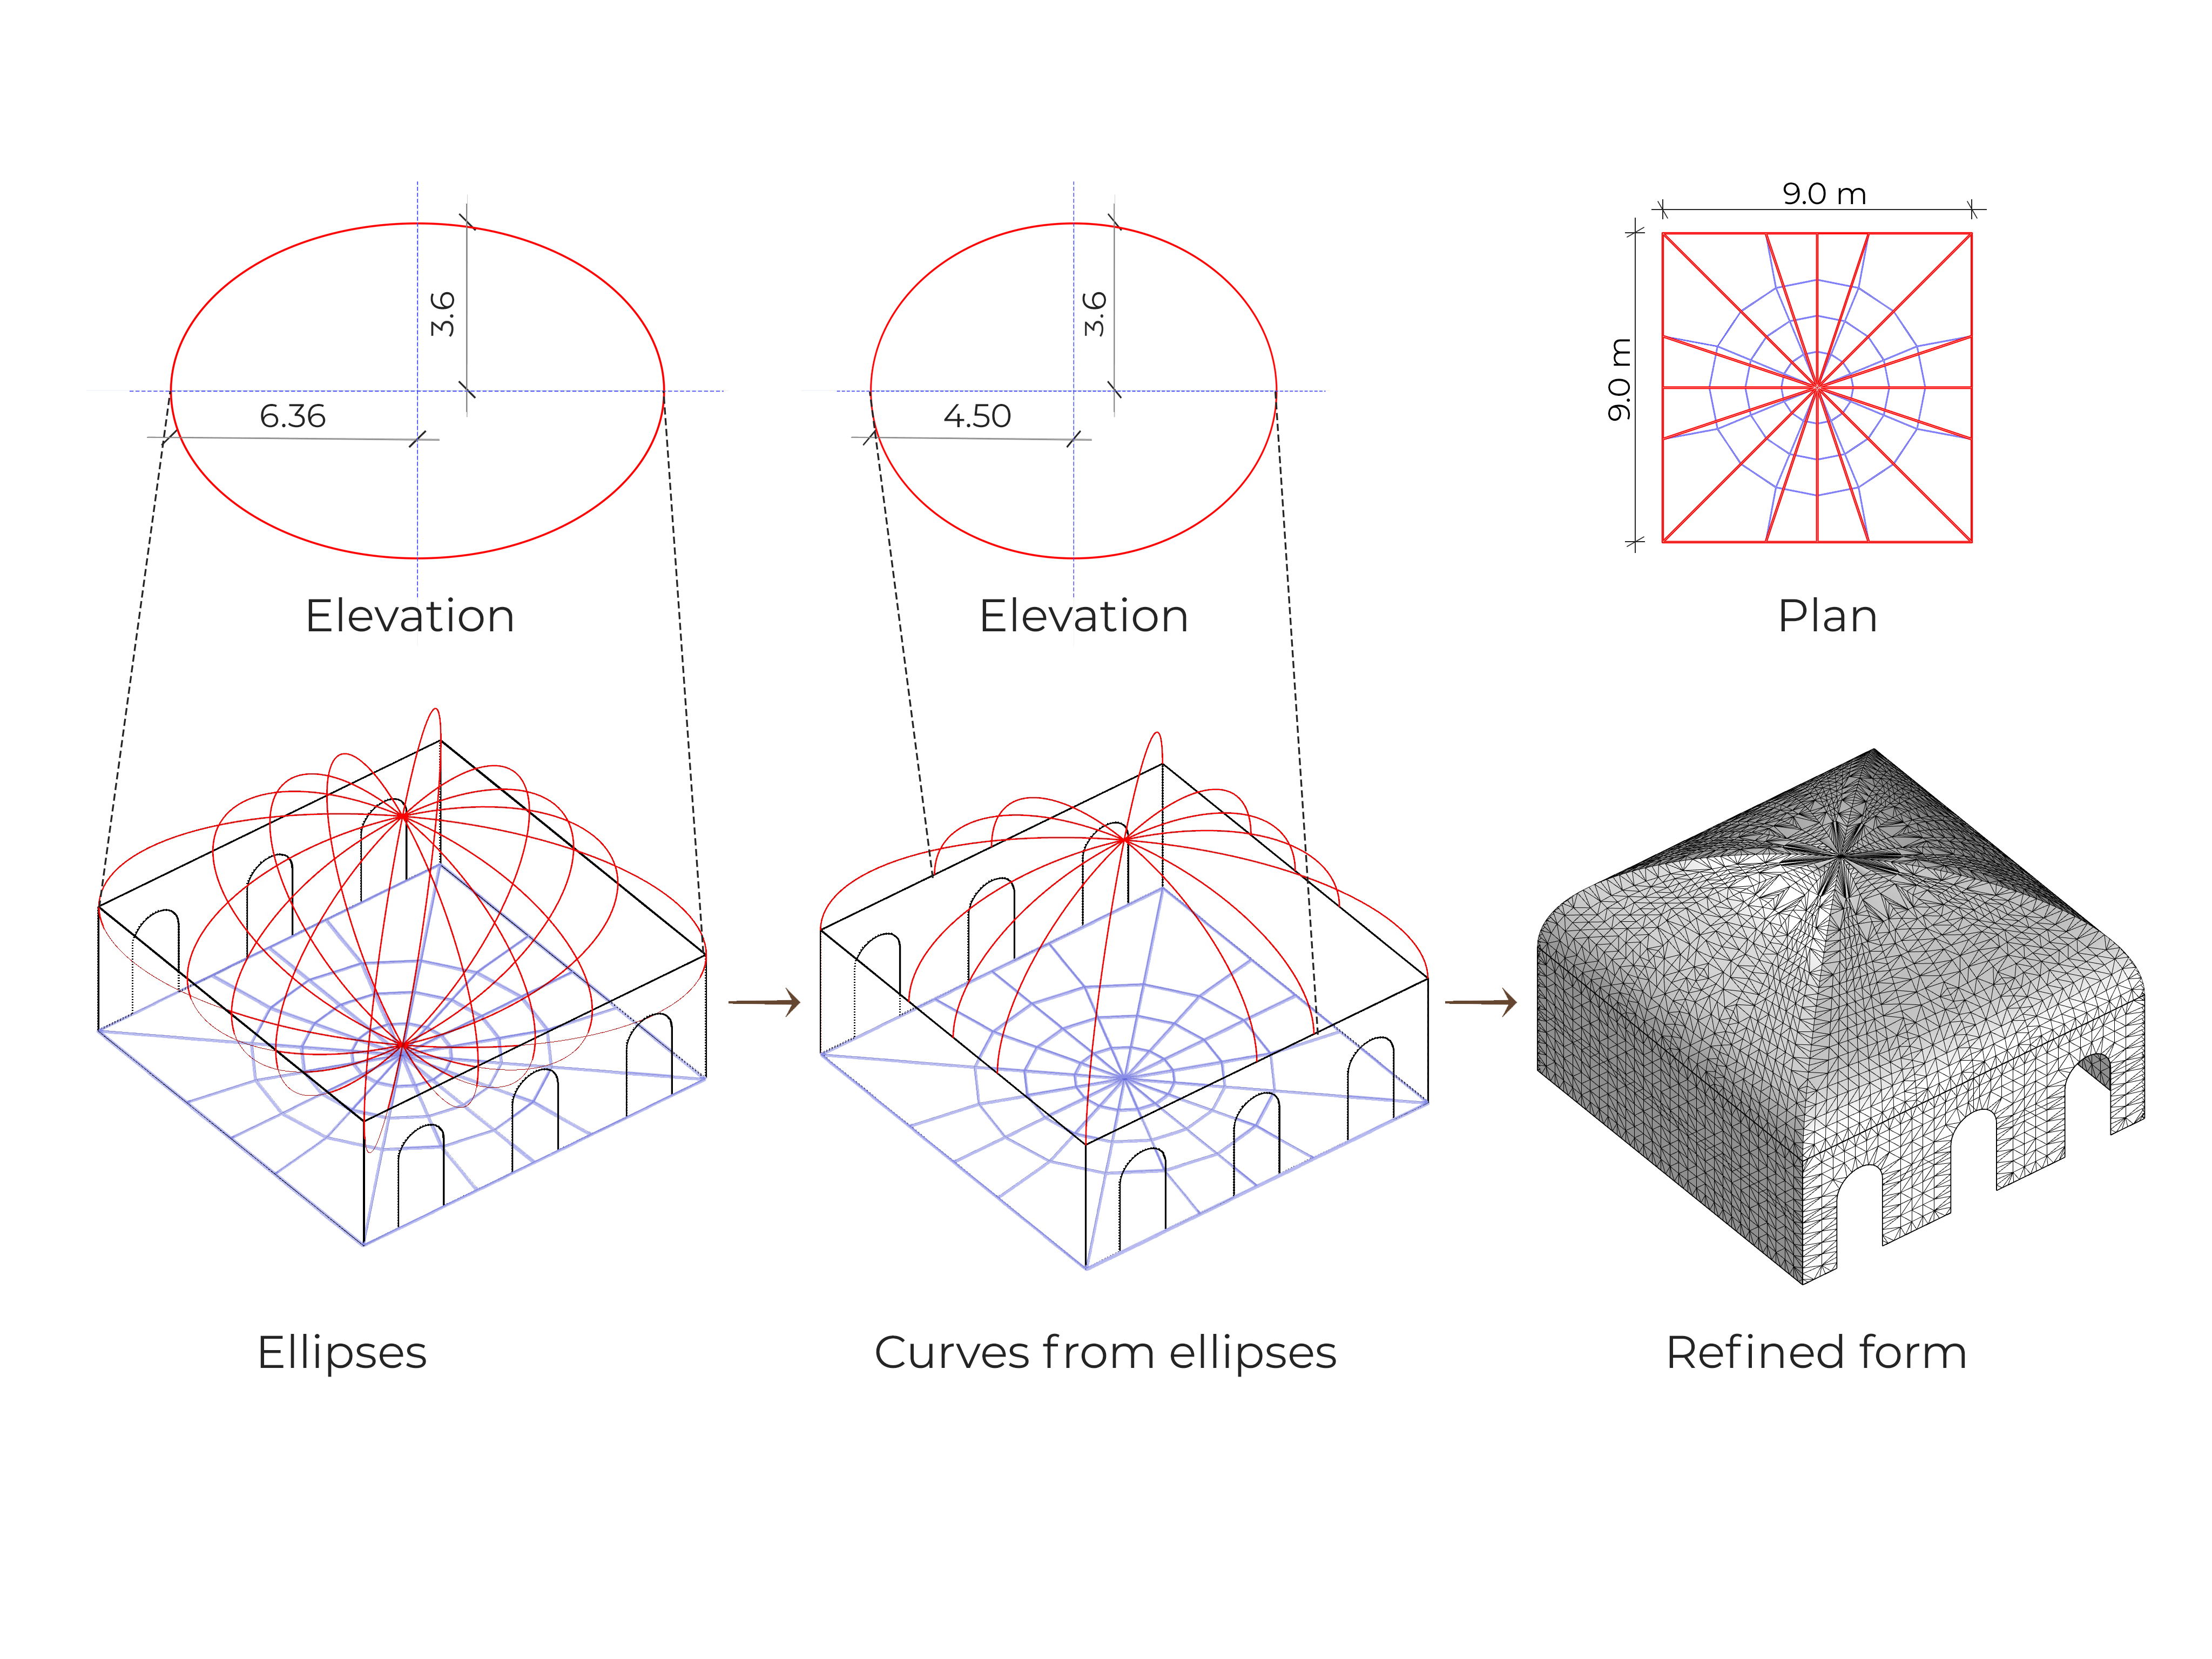 9.0 m
3.6
3.6
9.0 m
6.36
4.50
Elevation
Elevation
Plan
Ellipses
Curves from ellipses
Refined form